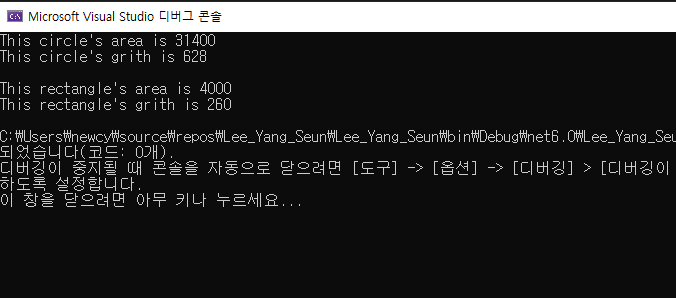 Microsoft Visual Studio 디버그 콘솔
This circle's area is 31400
This circle's grith is 628
This rectangle's area is 4000
This rectangle's grith is 260
C:₩Users₩newcy₩source₩repos₩Lee_Yang_Seun₩Lee_Yang_Seun₩bin₩Debug₩net6.0₩Lee_Yang_Seu
되었습니다(코드: 0개).
디버깅이 중지될 때 콘솔을 자동으로 닫으려면 [도구] -> [옵션] -> [디버깅] > [디버깅이
하도록 설정합니다.
이 창을 닫으려면 아무 키나 누르세요...